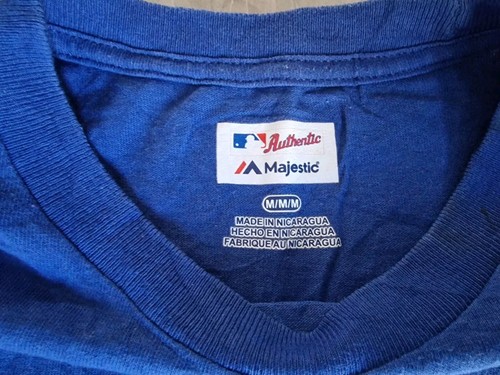 Authentic
Majestic
M/M/M
MADE IN NICARAGUA
HECHO EN NICARAGUA
FABRIQUE AU NICARAGUA